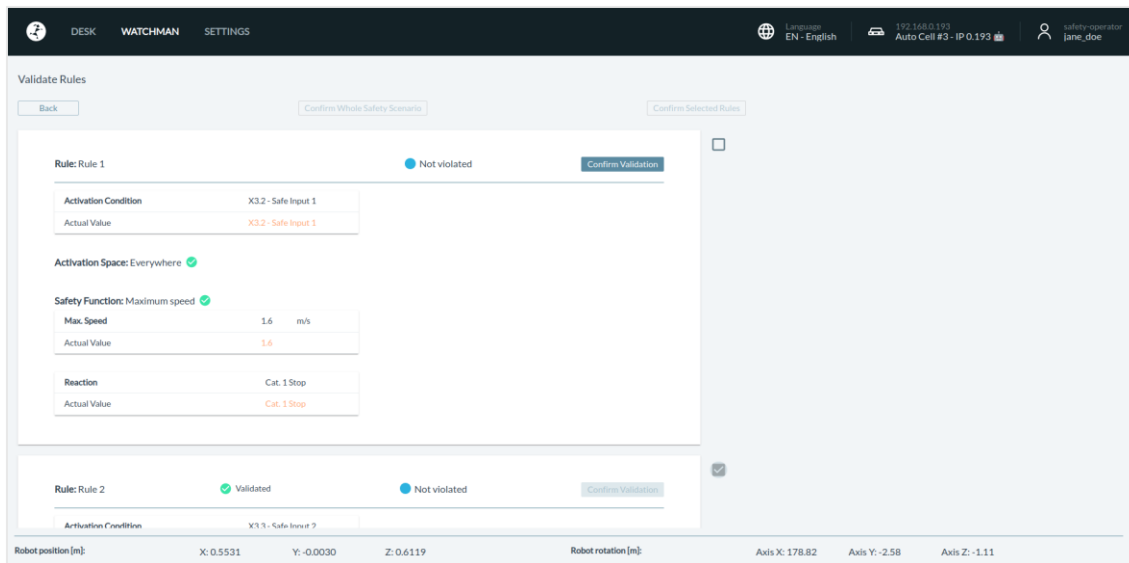 DESK WATCHMAN SETTINGS Language 192.168.0.193 safety-operator
EN - English Auto Cell #3 - IP 0.193 🤖 jane_doe
Validate Rules
Back Confirm Whole Safety Scenario Confirm Selected Rules
Rule: Rule 1 Not violated Confirm Validation
Activation Condition X3.2 - Safe Input 1
Actual Value X3.2 - Safe Input 1
Activation Space: Everywhere
Safety Function: Maximum speed
Max. Speed 1.6 m/s
Actual Value 1.6
Reaction Cat. 1 Stop
Actual Value Cat. 1 Stop
Rule: Rule 2 Validated Not violated Confirm Validation
Activation Condition X3.3 - Safe Input 2
Robot position [m]: X: 0.5531 Y: -0.0030 Z: 0.6119 Robot rotation [m]: Axis X: 178.82 Axis Y: -2.58 Axis Z: -1.11